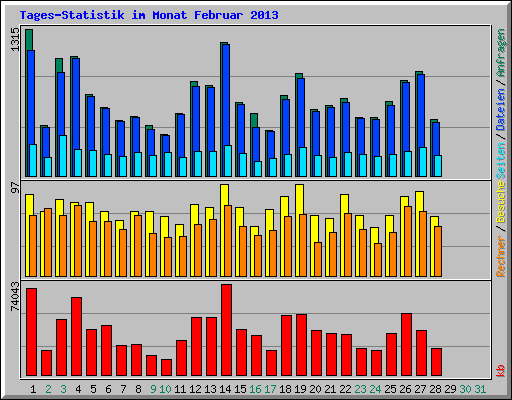 Tages-Statistik im Monat Februar 2013
1315
97
74043
Anfragen / Dateien / Seiten
Besuche / Rechner
kb
1 2 3 4 5 6 7 8 9 10 11 12 13 14 15 16 17 18 19 20 21 22 23 24 25 26 27 28 29 30 31